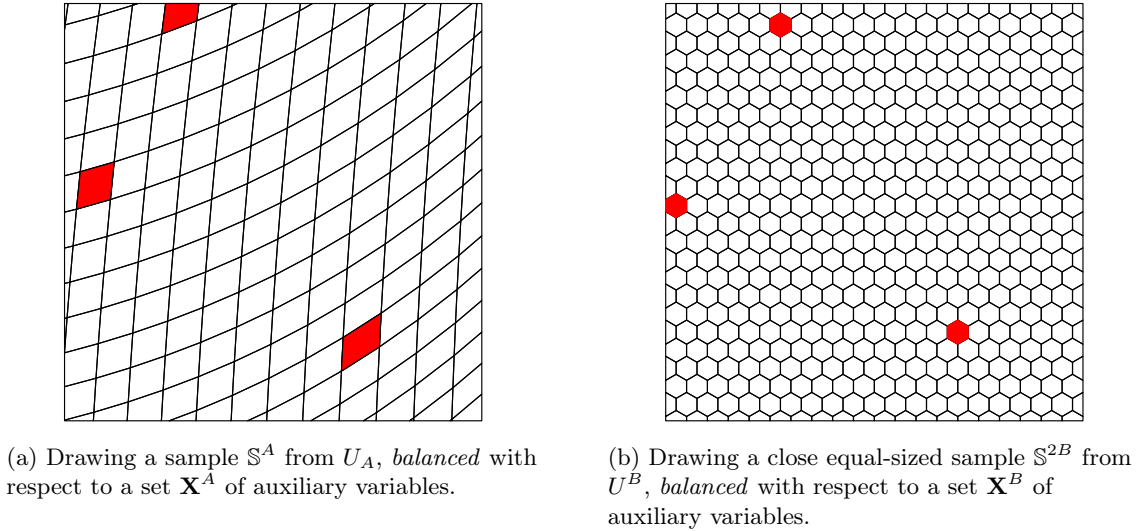 (a) Drawing a sample 𝕊^A from U_A, balanced with
respect to a set X^A of auxiliary variables.
(b) Drawing a close equal-sized sample 𝕊^{2B} from
U^B, balanced with respect to a set X^B of
auxiliary variables.